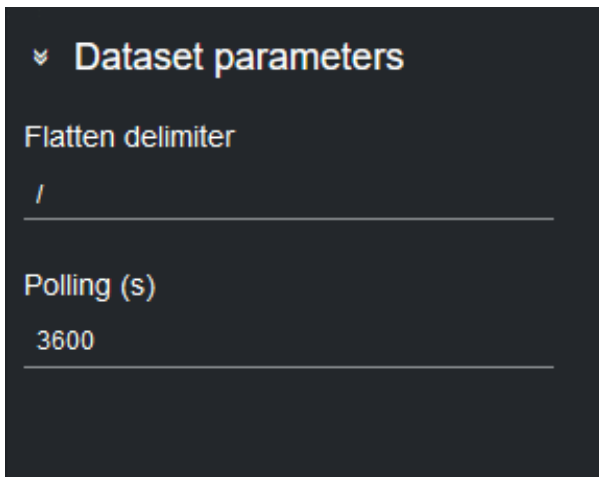 Dataset parameters
Flatten delimiter
/
Polling (s)
3600